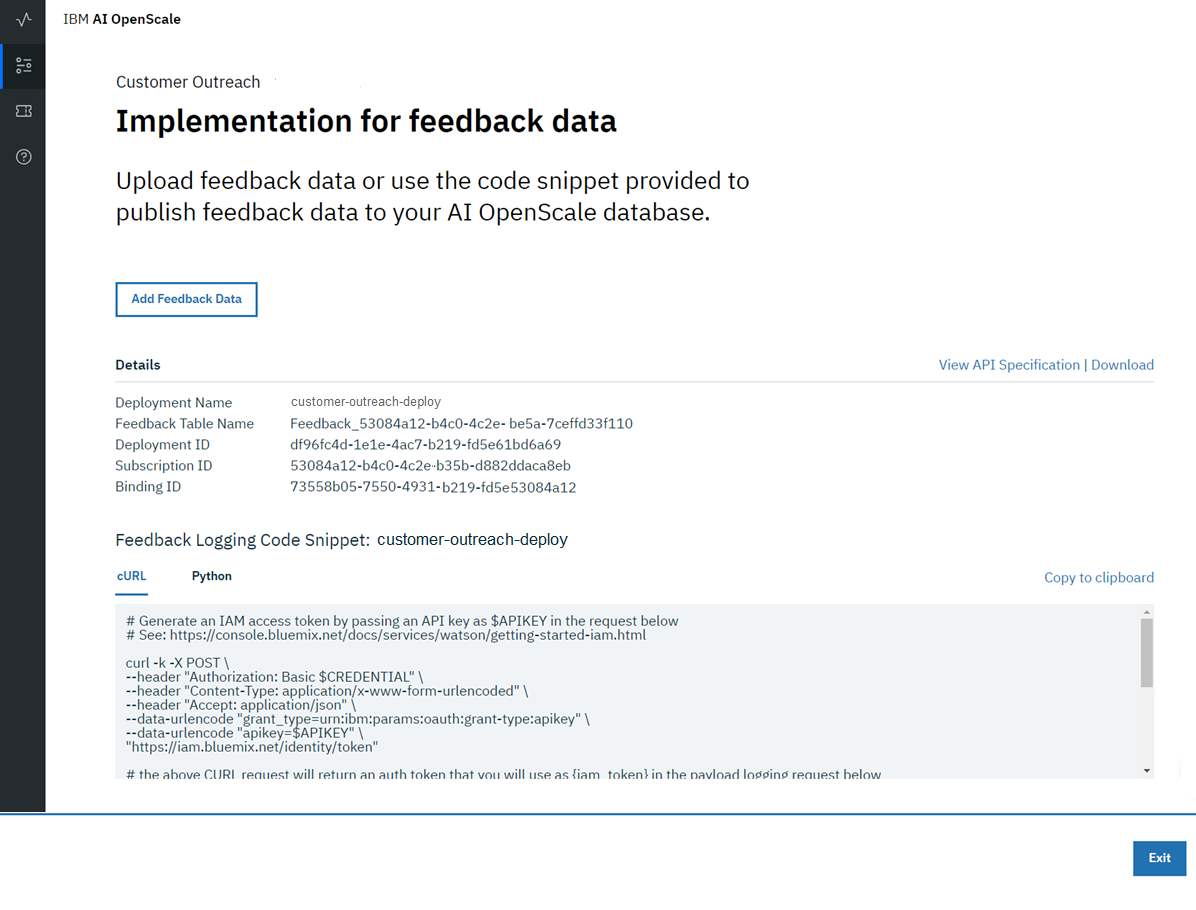 IBM AI OpenScale
Customer Outreach
Implementation for feedback data
Upload feedback data or use the code snippet provided to
publish feedback data to your AI OpenScale database.
Add Feedback Data
Details
View API Specification | Download
Deployment Name customer-outreach-deploy
Feedback Table Name Feedback_53084a12-b4c0-4c2e- be5a-7ceffd33f110
Deployment ID df96fc4d-1e1e-4ac7-b219-fd5e61bd6a69
Subscription ID 53084a12-b4c0-4c2e-b35b-d882ddaca8eb
Binding ID 73558b05-7550-4931-b219-fd5e53084a12
Feedback Logging Code Snippet: customer-outreach-deploy
cURL Python
Copy to clipboard
# Generate an IAM access token by passing an API key as $APIKEY in the request below
# See: https://console.bluemix.net/docs/services/watson/getting-started-iam.html
curl -k -X POST \
--header "Authorization: Basic $CREDENTIAL" \
--header "Content-Type: application/x-www-form-urlencoded" \
--header "Accept: application/json" \
--data-urlencode "grant_type=urn:ibm:params:oauth:grant-type:apikey" \
--data-urlencode "apikey=$APIKEY" \
"https://iam.bluemix.net/identity/token"
# the above CURL request will return an auth token that you will use as {iam_token} in the payload logging request below
Exit